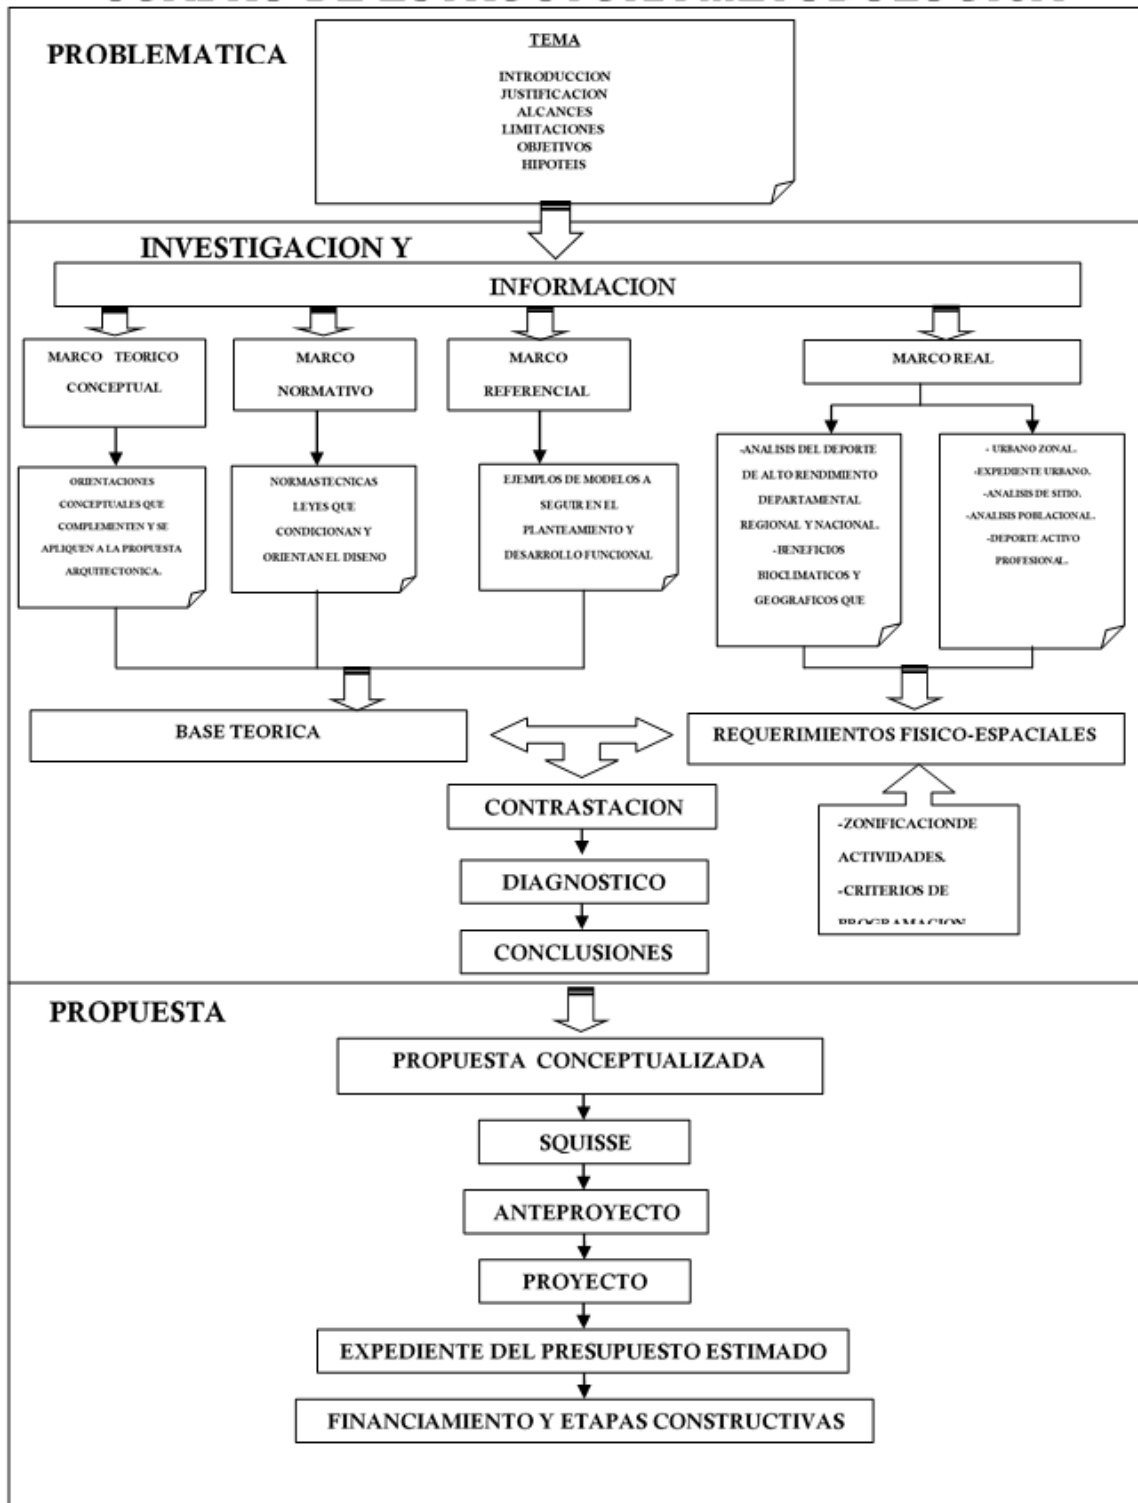 PROBLEMATICA
TEMA
INTRODUCCION
JUSTIFICACION
ALCANCES
LIMITACIONES
OBJETIVOS
HIPOTEIS
INVESTIGACION Y
INFORMACION
MARCO TEORICO
CONCEPTUAL
MARCO
NORMATIVO
MARCO
REFERENCIAL
MARCO REAL
ORIENTACIONES
CONCEPTUALES QUE
COMPLEMENTEN Y SE
APLIQUEN A LA PROPUESTA
ARQUITECTONICA.
NORMASTECNICAS
LEYES QUE
CONDICIONAN Y
ORIENTAN EL DISENO
EJEMPLOS DE MODELOS A
SEGUIR EN EL
PLANTEAMIENTO Y
DESARROLLO FUNCIONAL
-ANALISIS DEL DEPORTE
DE ALTO RENDIMIENTO
DEPARTAMENTAL
REGIONAL Y NACIONAL.
-BENEFICIOS
BIOCLIMATICOS Y
GEOGRAFICOS QUE
- URBANO ZONAL.
-EXPEDIENTE URBANO.
-ANALISIS DE SITIO.
-ANALISIS POBLACIONAL.
-DEPORTE ACTIVO
PROFESIONAL.
BASE TEORICA
REQUERIMIENTOS FISICO-ESPACIALES
CONTRASTACION
-ZONIFICACIONDE
ACTIVIDADES.
-CRITERIOS DE
PROGRAMACION
DIAGNOSTICO
CONCLUSIONES
PROPUESTA
PROPUESTA CONCEPTUALIZADA
SQUISSE
ANTEPROYECTO
PROYECTO
EXPEDIENTE DEL PRESUPUESTO ESTIMADO
FINANCIAMIENTO Y ETAPAS CONSTRUCTIVAS